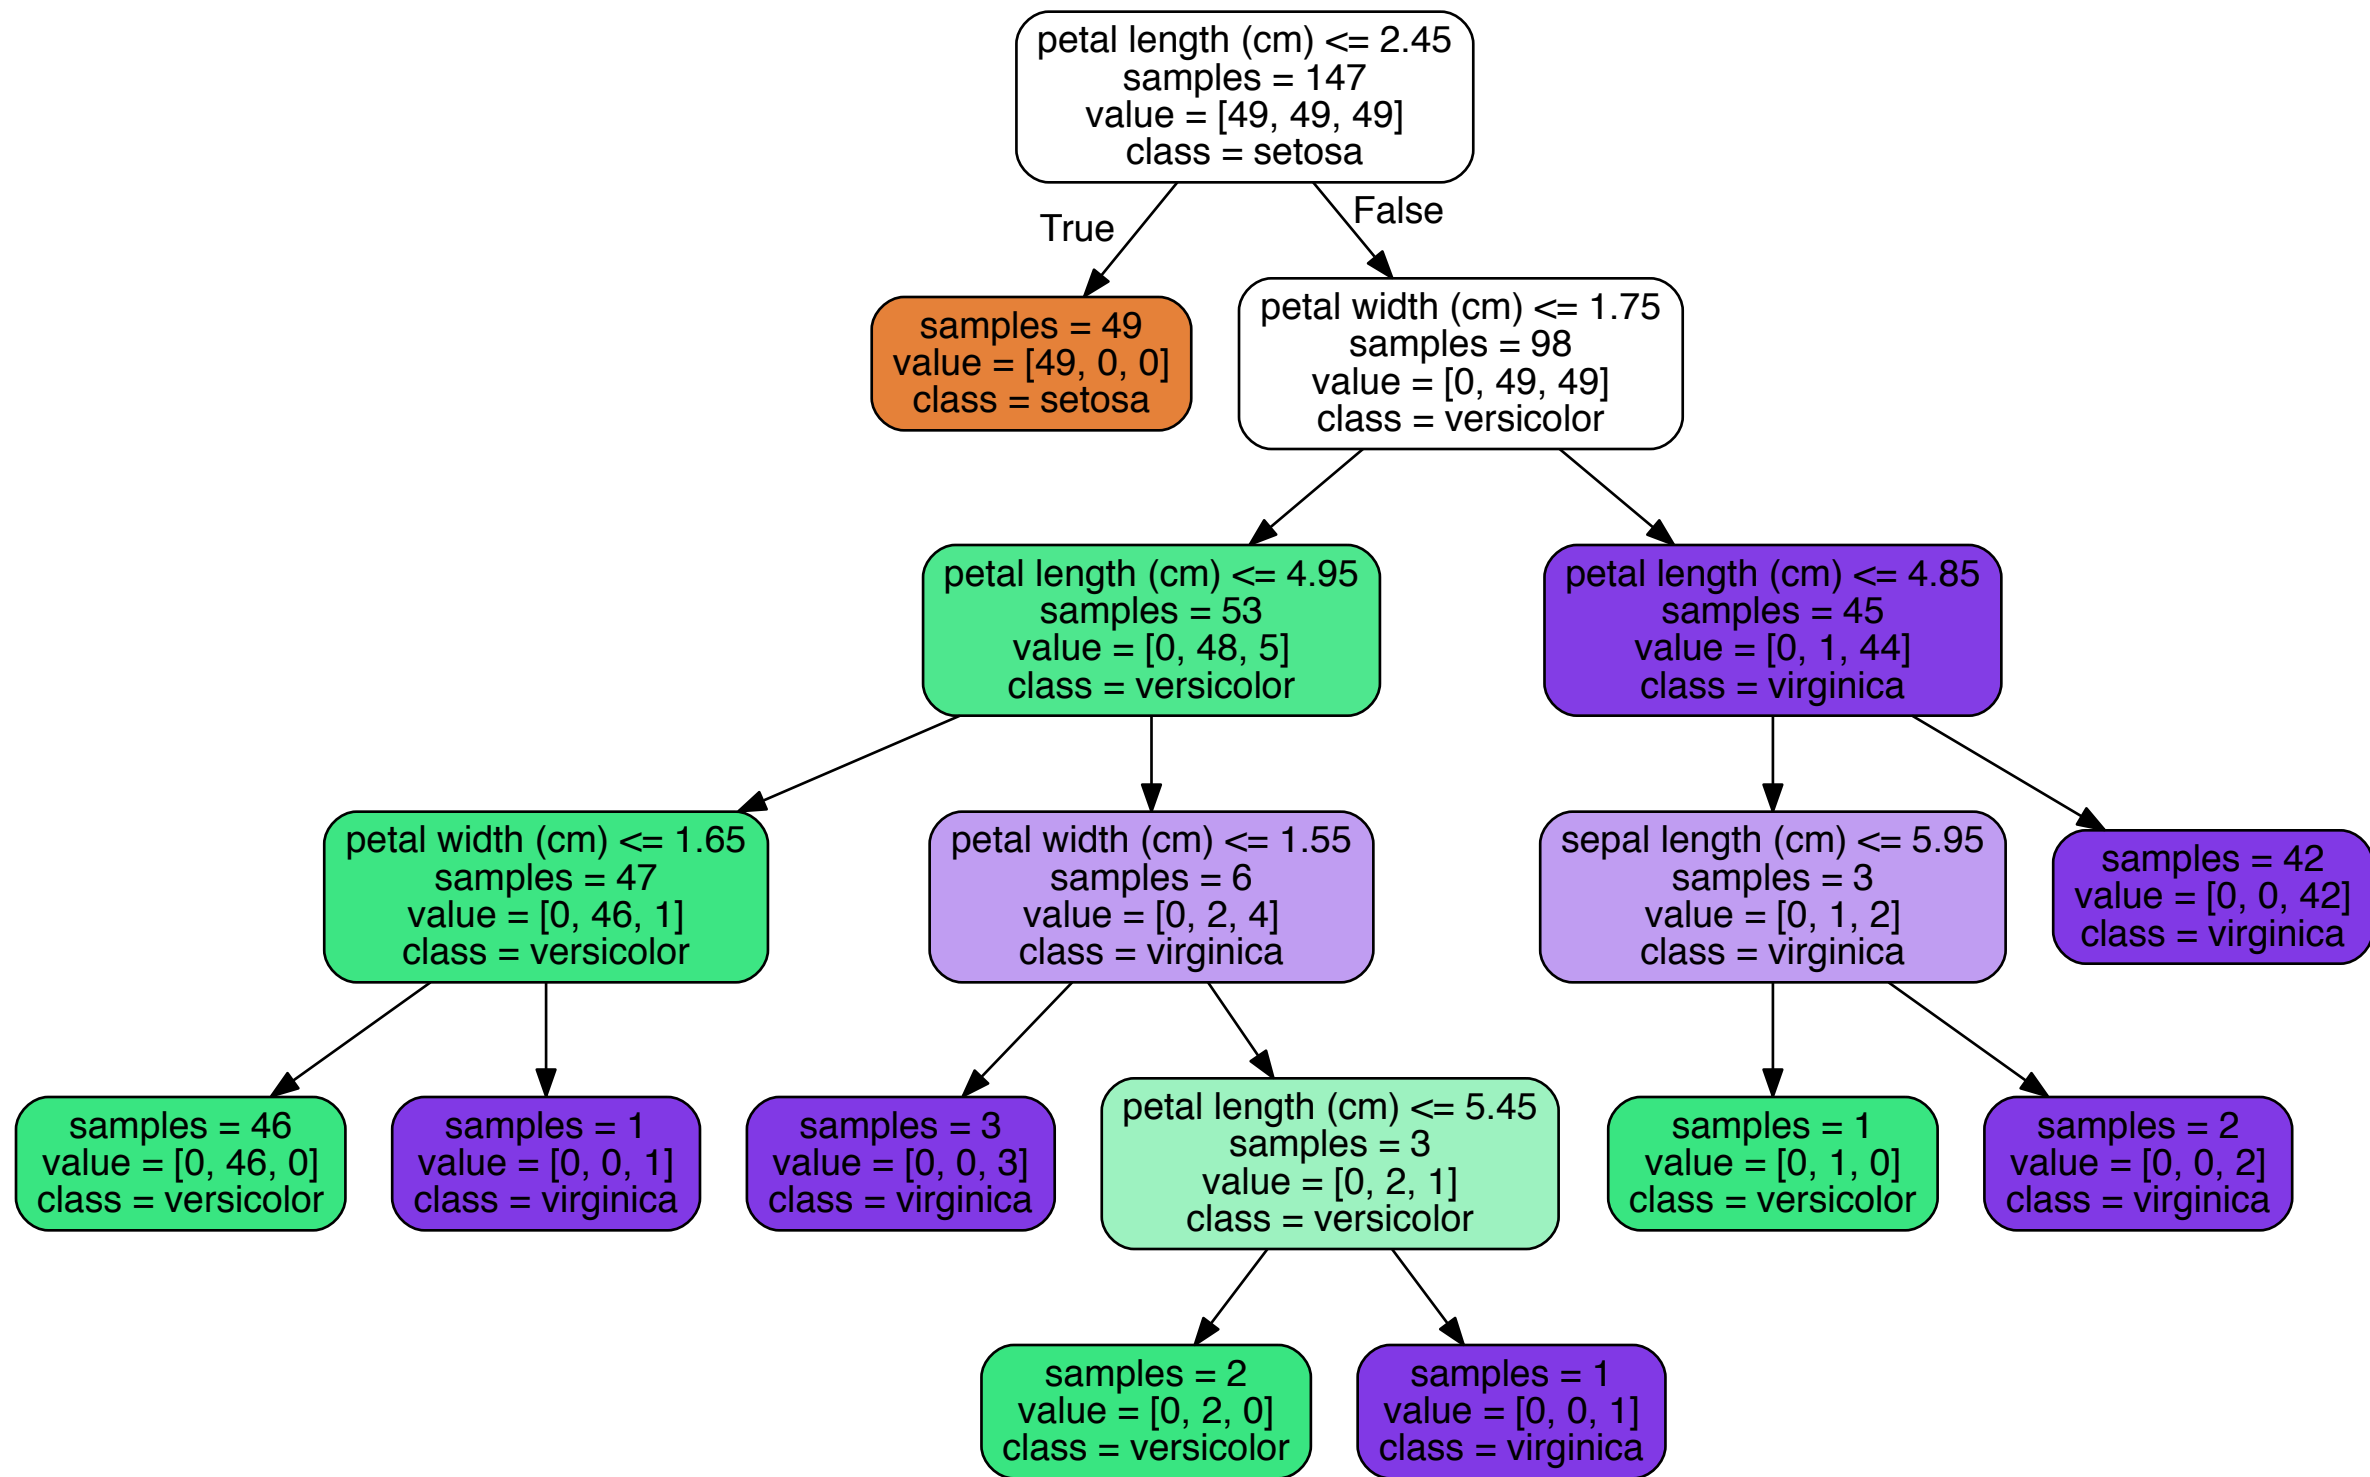 petal length (cm) <= 2.45
samples = 147
value = [49, 49, 49]
class = setosa
True
False
samples = 49
value = [49, 0, 0]
class = setosa
petal width (cm) <= 1.75
samples = 98
value = [0, 49, 49]
class = versicolor
petal length (cm) <= 4.95
samples = 53
value = [0, 48, 5]
class = versicolor
petal length (cm) <= 4.85
samples = 45
value = [0, 1, 44]
class = virginica
petal width (cm) <= 1.65
samples = 47
value = [0, 46, 1]
class = versicolor
petal width (cm) <= 1.55
samples = 6
value = [0, 2, 4]
class = virginica
sepal length (cm) <= 5.95
samples = 3
value = [0, 1, 2]
class = virginica
samples = 42
value = [0, 0, 42]
class = virginica
samples = 46
value = [0, 46, 0]
class = versicolor
samples = 1
value = [0, 0, 1]
class = virginica
samples = 3
value = [0, 0, 3]
class = virginica
petal length (cm) <= 5.45
samples = 3
value = [0, 2, 1]
class = versicolor
samples = 1
value = [0, 1, 0]
class = versicolor
samples = 2
value = [0, 0, 2]
class = virginica
samples = 2
value = [0, 2, 0]
class = versicolor
samples = 1
value = [0, 0, 1]
class = virginica